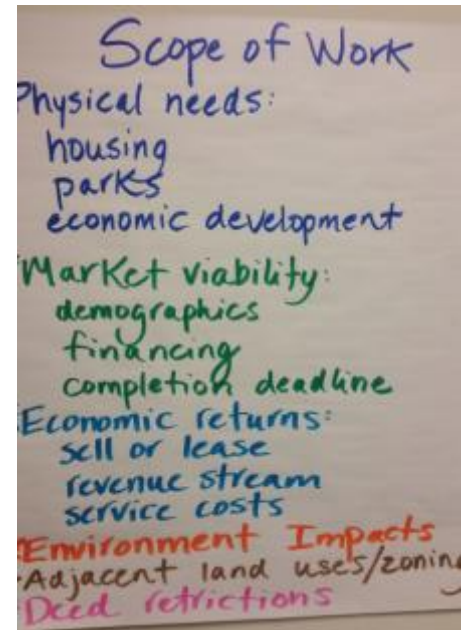 Scope of Work
Physical needs:
housing
parks
economic development
Market viability:
demographics
financing
completion deadline
Economic returns:
sell or lease
revenue stream
service costs
Environment Impacts
Adjacent land uses/zoning
Deed retrictions